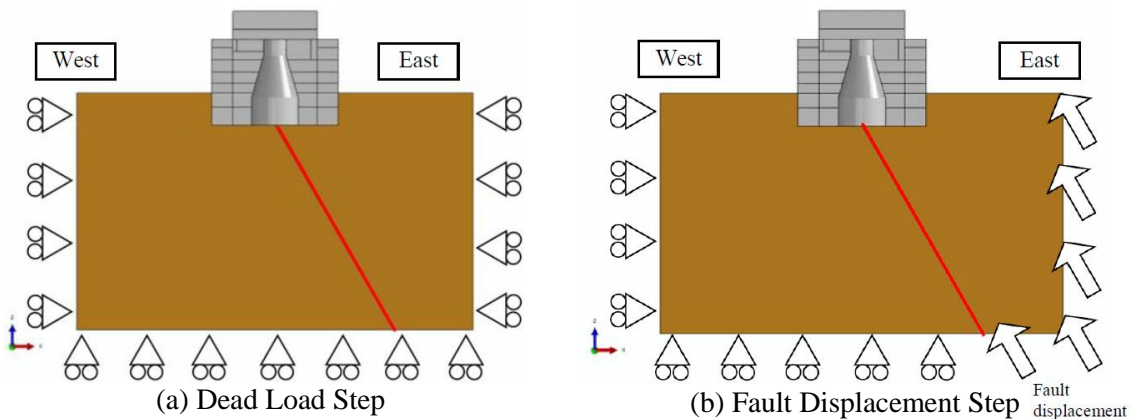 West
East
West
East
z
x
z
x
(a) Dead Load Step
(b) Fault Displacement Step
Fault
displacement